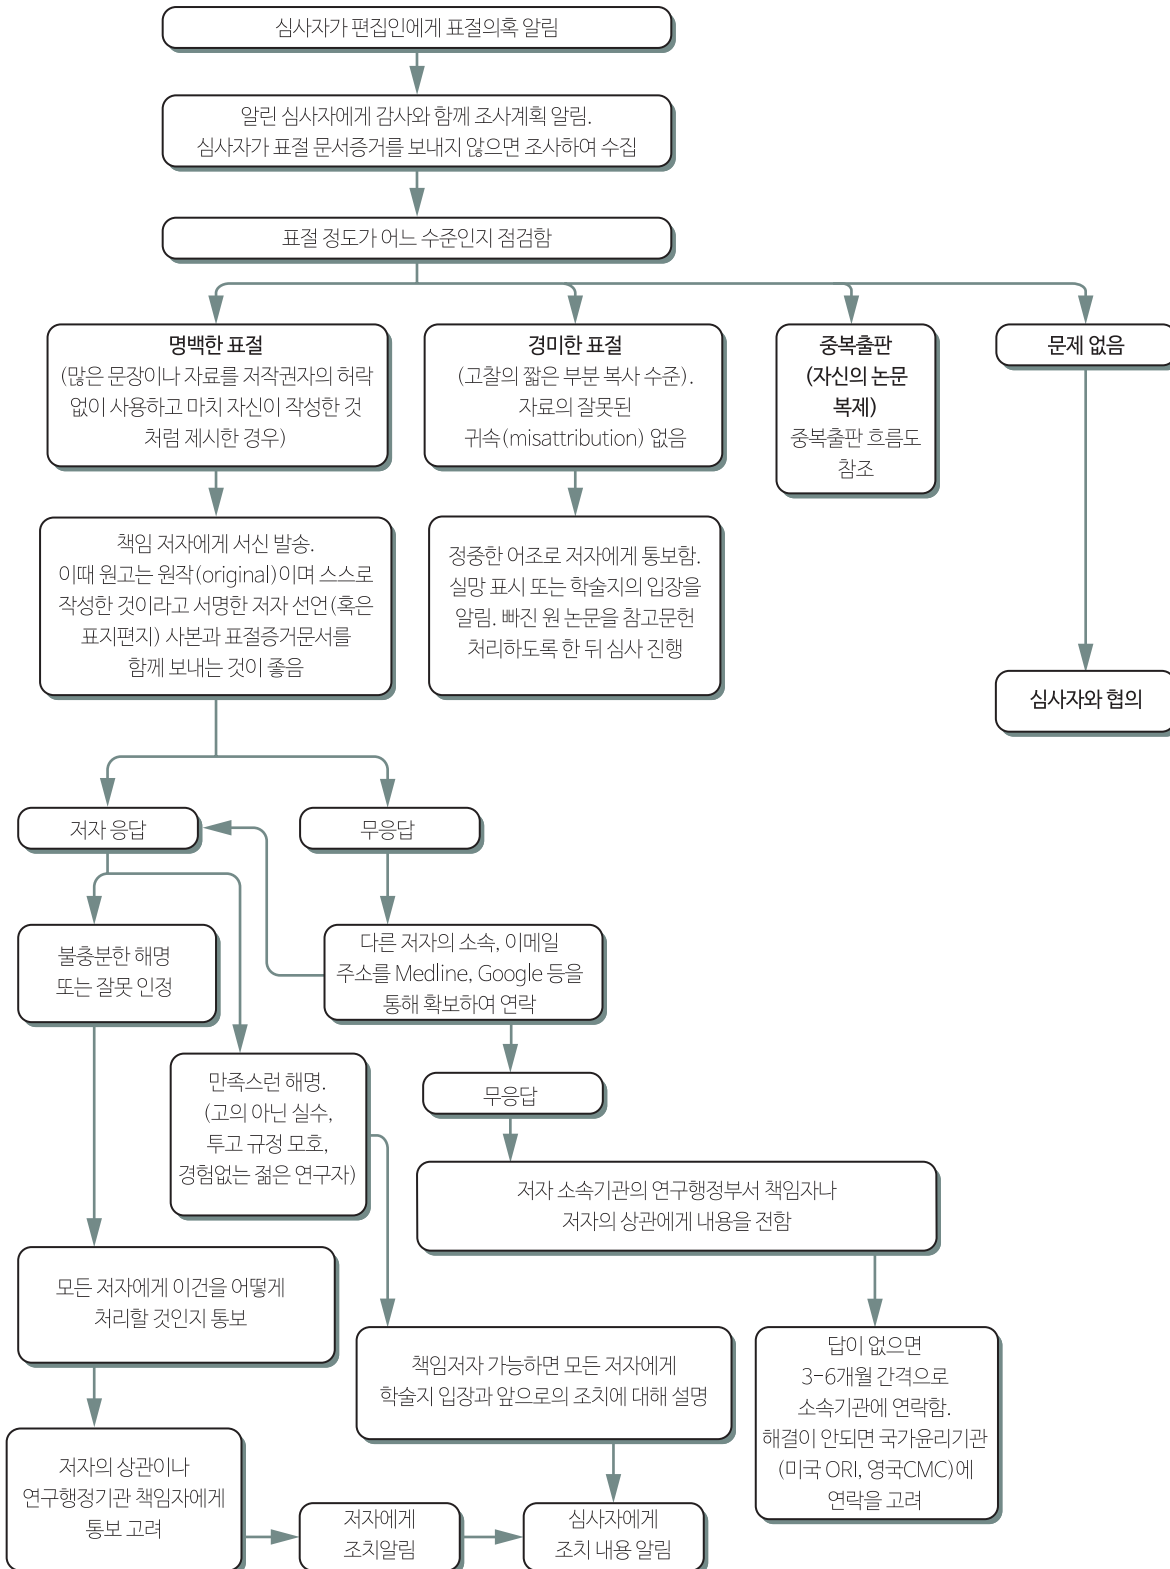 심사자가 편집인에게 표절의혹 알림
알린 심사자에게 감사와 함께 조사계획 알림.
심사자가 표절 문서증거를 보내지 않으면 조사하여 수집
표절 정도가 어느 수준인지 점검함
명백한 표절
(많은 문장이나 자료를 저작권자의 허락
없이 사용하고 마치 자신이 작성한 것
처럼 제시한 경우)
경미한 표절
(고찰의 짧은 부분 복사 수준).
자료의 잘못된
귀속(misattribution) 없음
중복출판
(자신의 논문
복제)
중복출판 흐름도
참조
문제 없음
책임 저자에게 서신 발송.
이때 원고는 원작(original)이며 스스로
작성한 것이라고 서명한 저자 선언(혹은
표지편지) 사본과 표절증거문서를
함께 보내는 것이 좋음
정중한 어조로 저자에게 통보함.
실망 표시 또는 학술지의 입장을
알림. 빠진 원 논문을 참고문헌
처리하도록 한 뒤 심사 진행
심사자와 협의
저자 응답
무응답
불충분한 해명
또는 잘못 인정
다른 저자의 소속, 이메일
주소를 Medline, Google 등을
통해 확보하여 연락
만족스런 해명.
(고의 아닌 실수,
투고 규정 모호,
경험없는 젊은 연구자)
무응답
저자 소속기관의 연구행정부서 책임자나
저자의 상관에게 내용을 전함
모든 저자에게 이건을 어떻게
처리할 것인지 통보
책임저자 가능하면 모든 저자에게
학술지 입장과 앞으로의 조치에 대해 설명
답이 없으면
3-6개월 간격으로
소속기관에 연락함.
해결이 안되면 국가윤리기관
(미국 ORI, 영국CMC)에
연락을 고려
저자의 상관이나
연구행정기관 책임자에게
통보 고려
저자에게
조치알림
심사자에게
조치 내용 알림